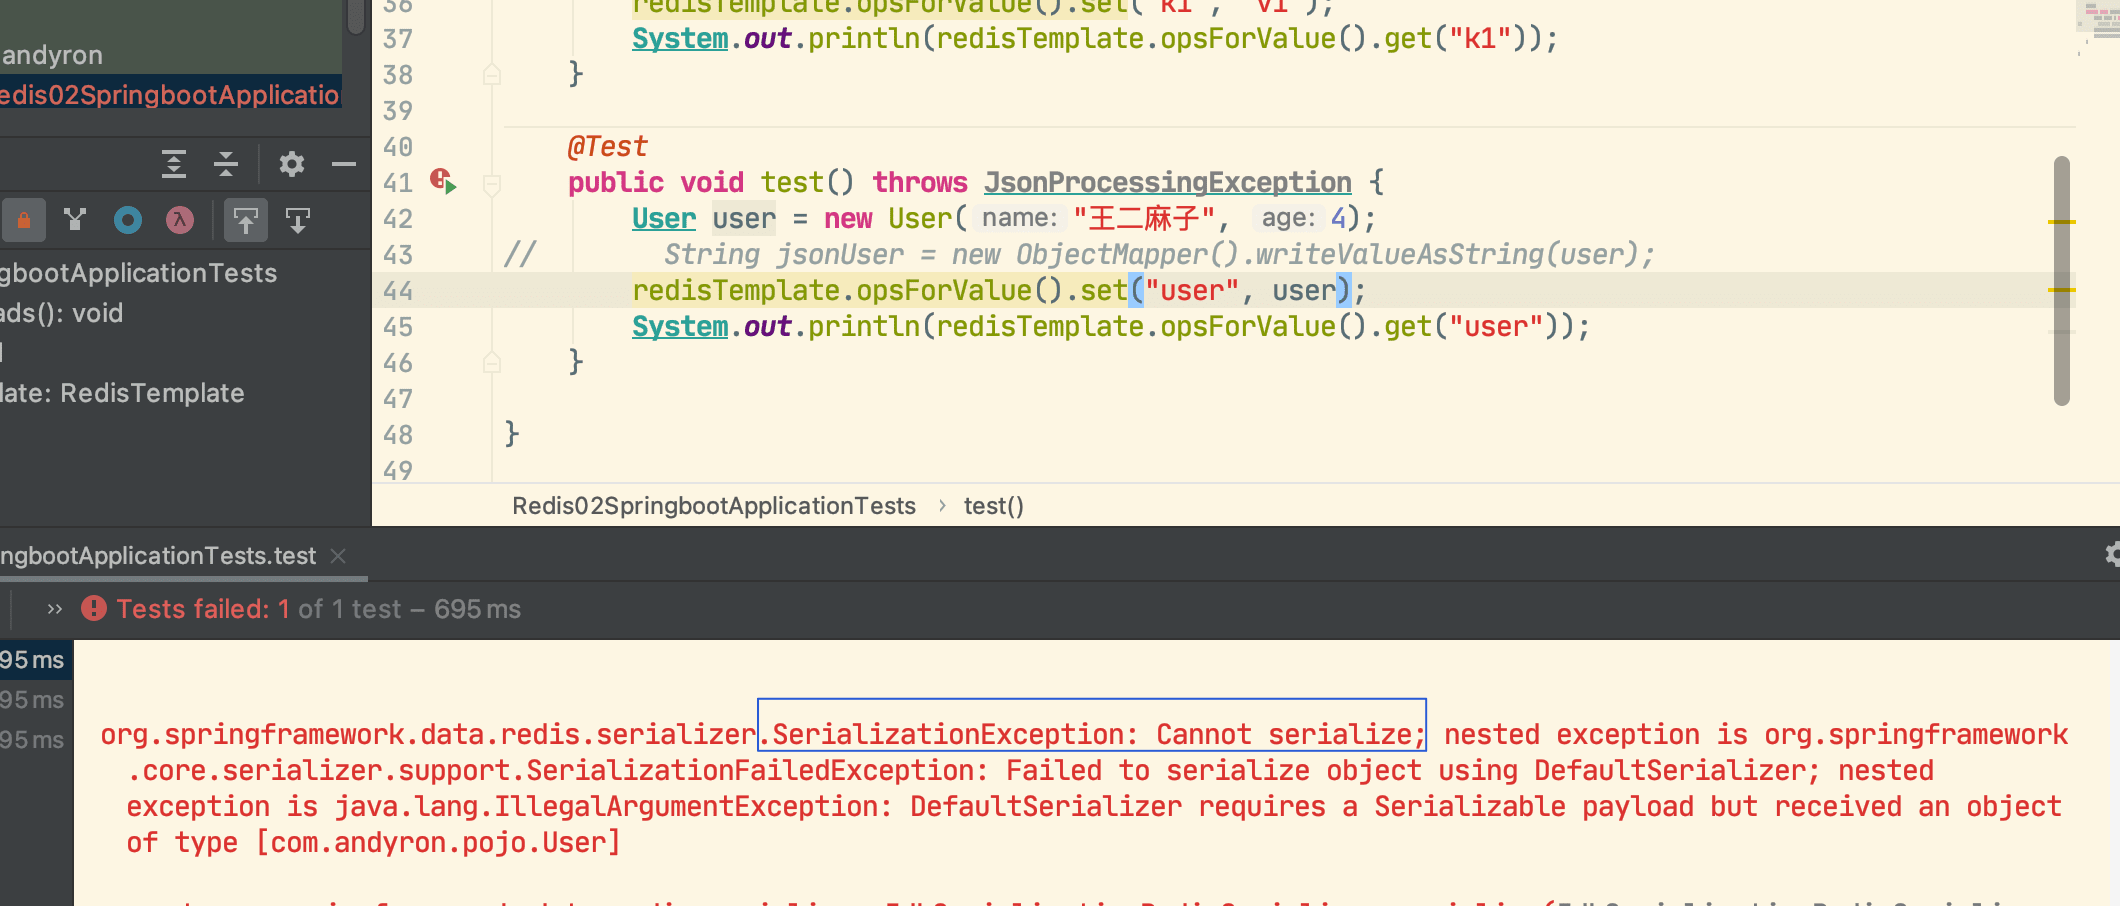 36 redisTemplate.opsForValue().set("k1", "v1");
37 System.out.println(redisTemplate.opsForValue().get("k1"));
andyron
38 }
edis02SpringbootApplicatio
39
40 @Test
41 public void test() throws JsonProcessingException {
42 User user = new User( name: "王二麻子", age: 4);
43 // String jsonUser = new ObjectMapper().writeValueAsString(user);
ngbootApplicationTests
44 redisTemplate.opsForValue().set("user", user);
ads(): void
45 System.out.println(redisTemplate.opsForValue().get("user"));
46 }
late: RedisTemplate
47
48 }
49
Redis02SpringbootApplicationTests › test()
ngbootApplicationTests.test ×
» Tests failed: 1 of 1 test – 695 ms
95 ms
95 ms
95 ms
org.springframework.data.redis.serializer.SerializationException: Cannot serialize; nested exception is org.springframework
.core.serializer.support.SerializationFailedException: Failed to serialize object using DefaultSerializer; nested
exception is java.lang.IllegalArgumentException: DefaultSerializer requires a Serializable payload but received an object
of type [com.andyron.pojo.User]